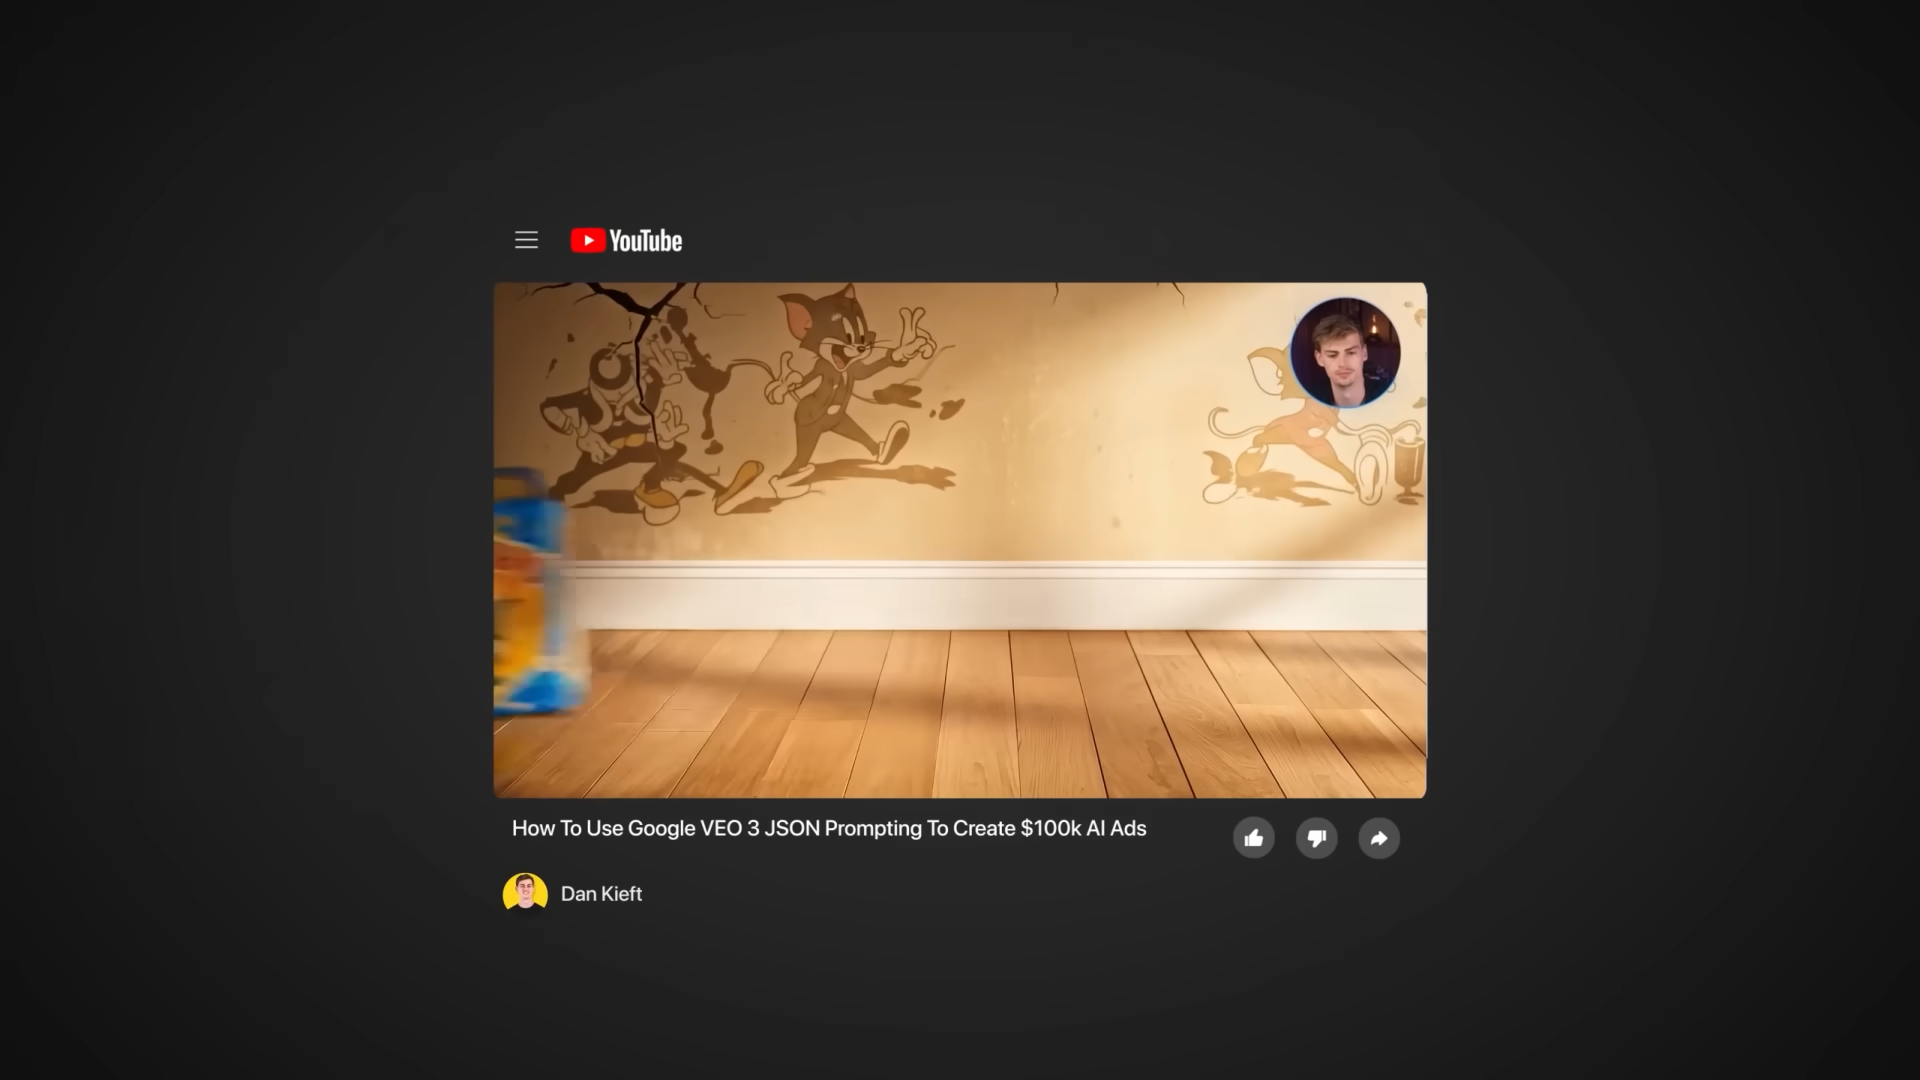 YouTube
How To Use Google VEO 3 JSON Prompting To Create $100k AI Ads
Dan Kieft